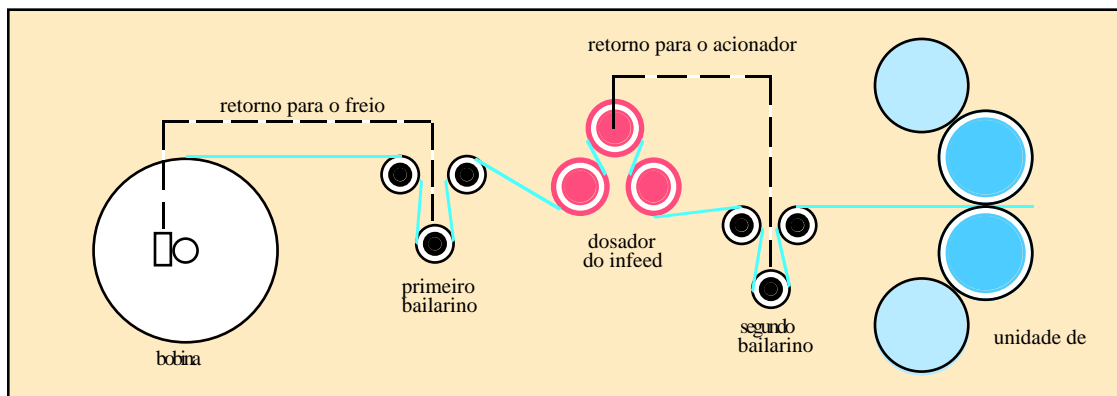 retorno para o acionador
retorno para o freio
dosador
do infeed
primeiro
bailarino
segundo
bailarino
unidade de
bobina